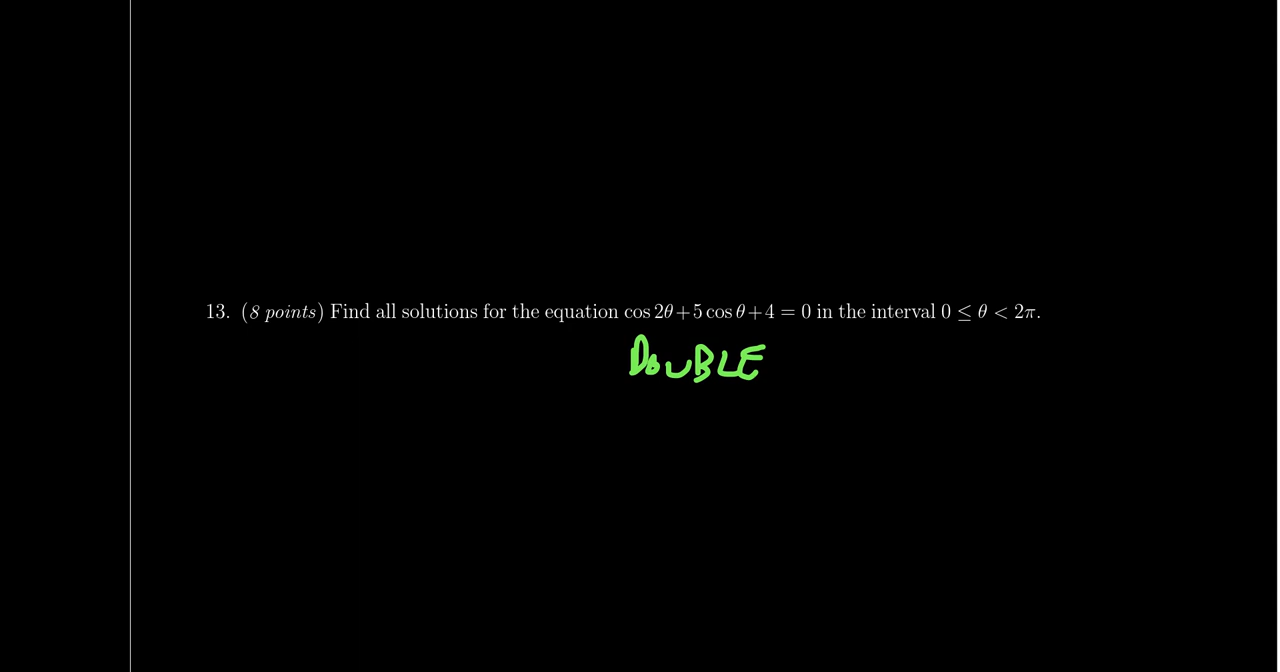 13. (8 points) Find all solutions for the equation cos 2θ+5 cos θ+4 = 0 in the interval 0 ≤ θ < 2π.
DOUBLE